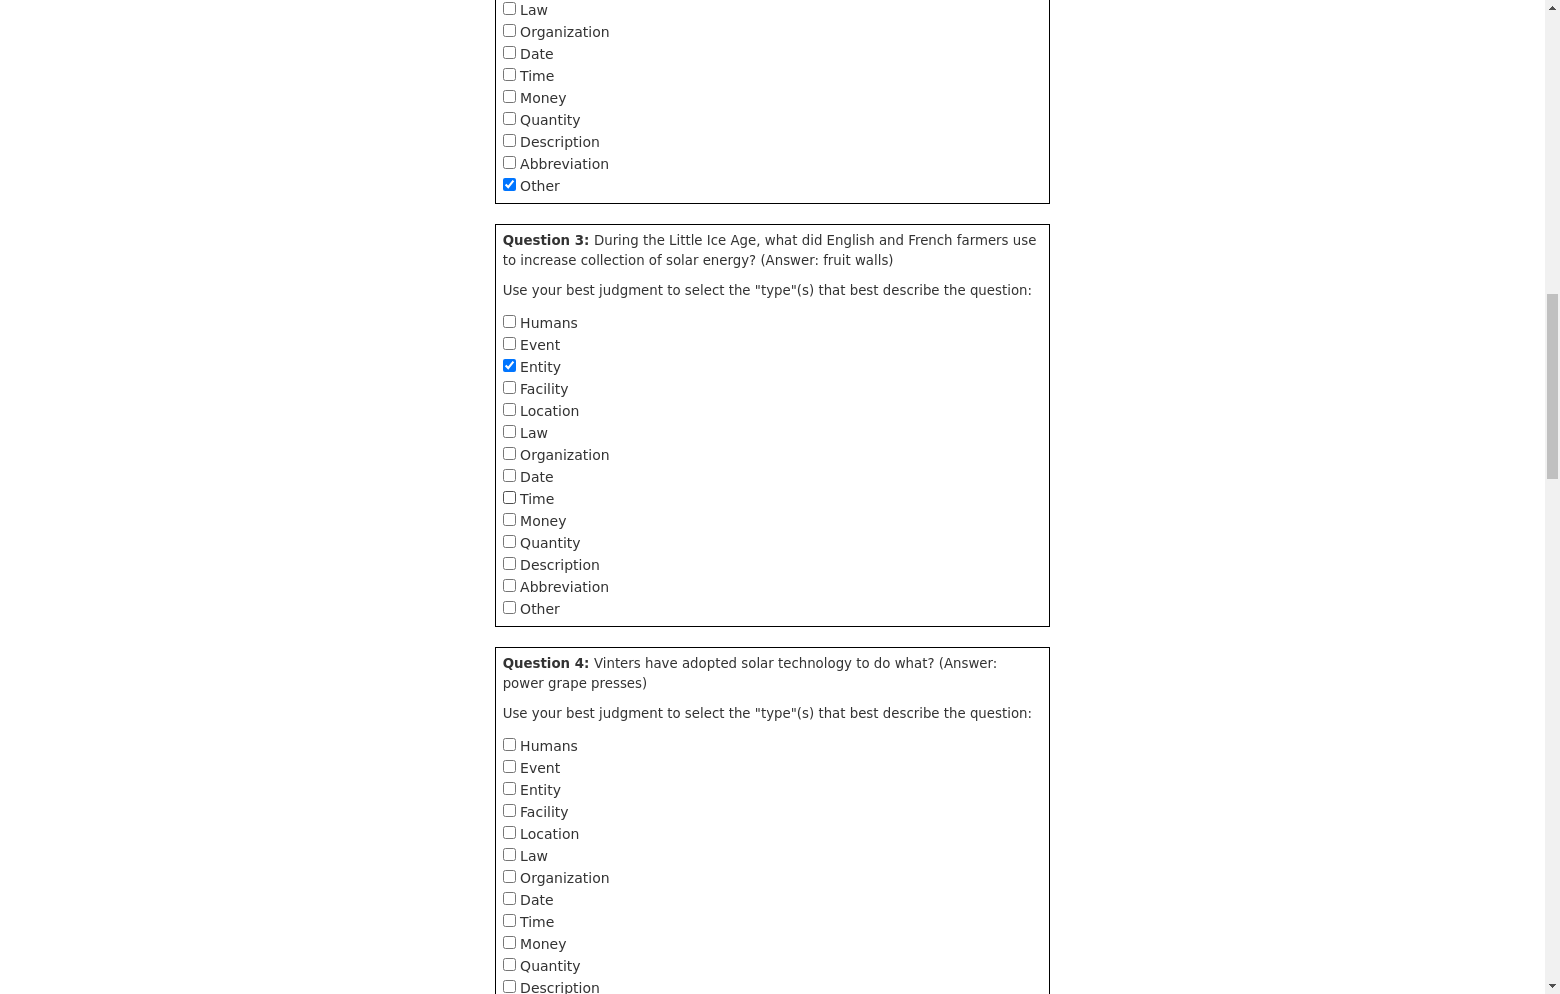 Law
Organization
Date
Time
Money
Quantity
Description
Abbreviation
Other
Question 3: During the Little Ice Age, what did English and French farmers use
to increase collection of solar energy? (Answer: fruit walls)
Use your best judgment to select the "type"(s) that best describe the question:
Humans
Event
Entity
Facility
Location
Law
Organization
Date
Time
Money
Quantity
Description
Abbreviation
Other
Question 4: Vinters have adopted solar technology to do what? (Answer:
power grape presses)
Use your best judgment to select the "type"(s) that best describe the question:
Humans
Event
Entity
Facility
Location
Law
Organization
Date
Time
Money
Quantity
Description